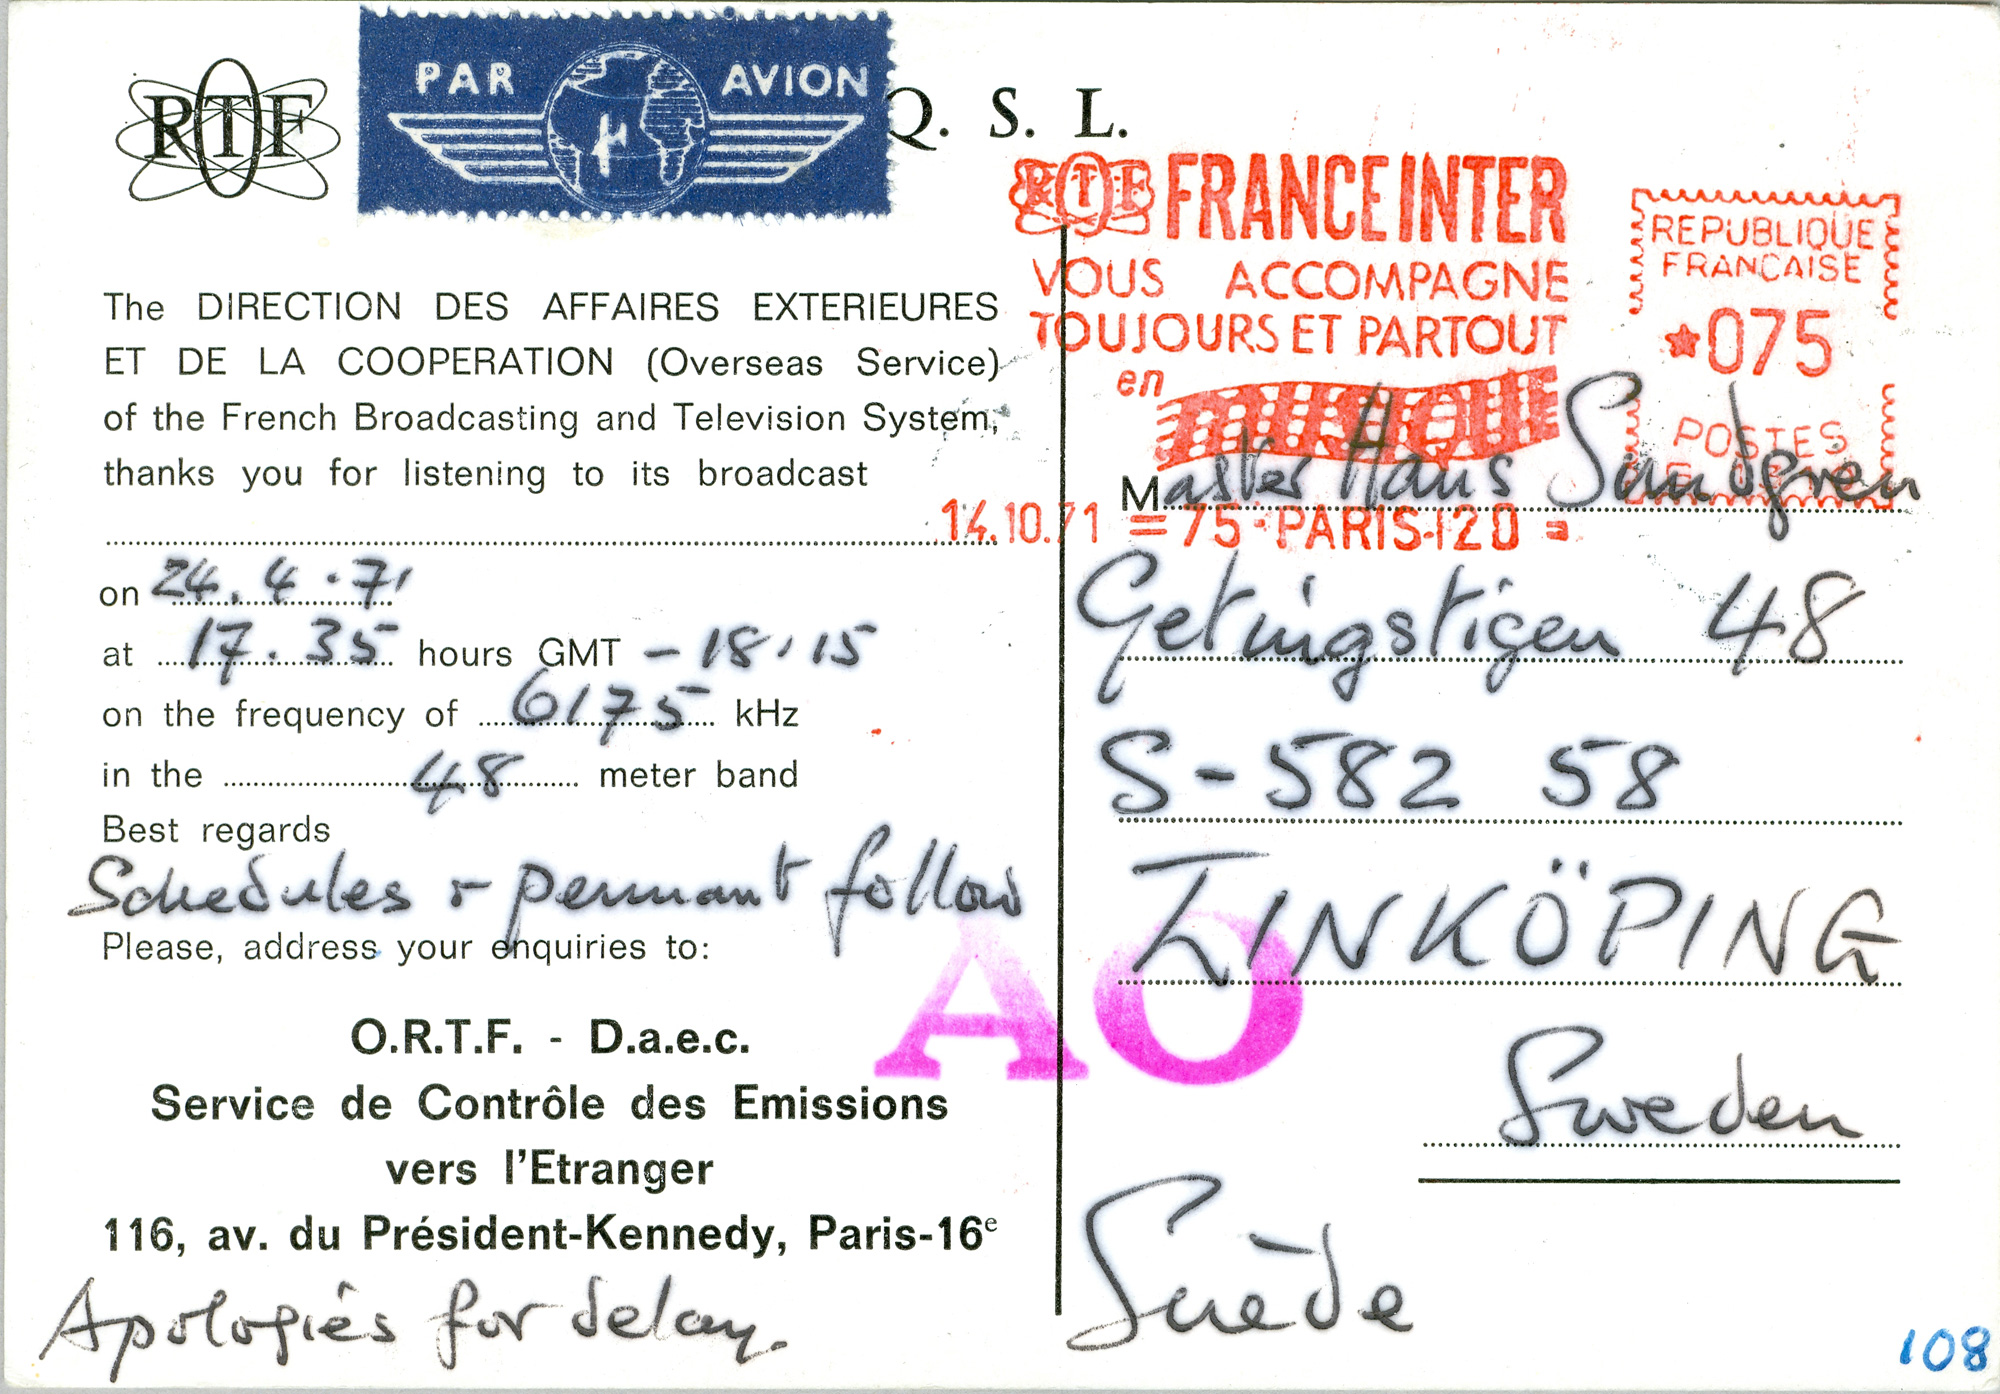 ORTF
PAR AVION
Q. S. L.
The DIRECTION DES AFFAIRES EXTERIEURES
ET DE LA COOPERATION (Overseas Service)
of the French Broadcasting and Television System,
thanks you for listening to its broadcast
on 24.4.71
at 17.35 hours GMT - 18.15
on the frequency of 6175 kHz
in the 48 meter band
Best regards
Schedules & pennant follow
Please, address your enquiries to:
O.R.T.F. - D.a.e.c.
Service de Contrôle des Emissions
vers l'Etranger
116, av. du Président-Kennedy, Paris-16e
Apologies for delay.
ORTF FRANCE INTER
VOUS ACCOMPAGNE
TOUJOURS ET PARTOUT
en musique
REPUBLIQUE
FRANCAISE
*075
POSTES
14.10.71 = 75-PARIS-120 =
Master Hans Sundgren
Getingstigen 48
S-582 58
LINKÖPING
Sweden
Suède
AO
108